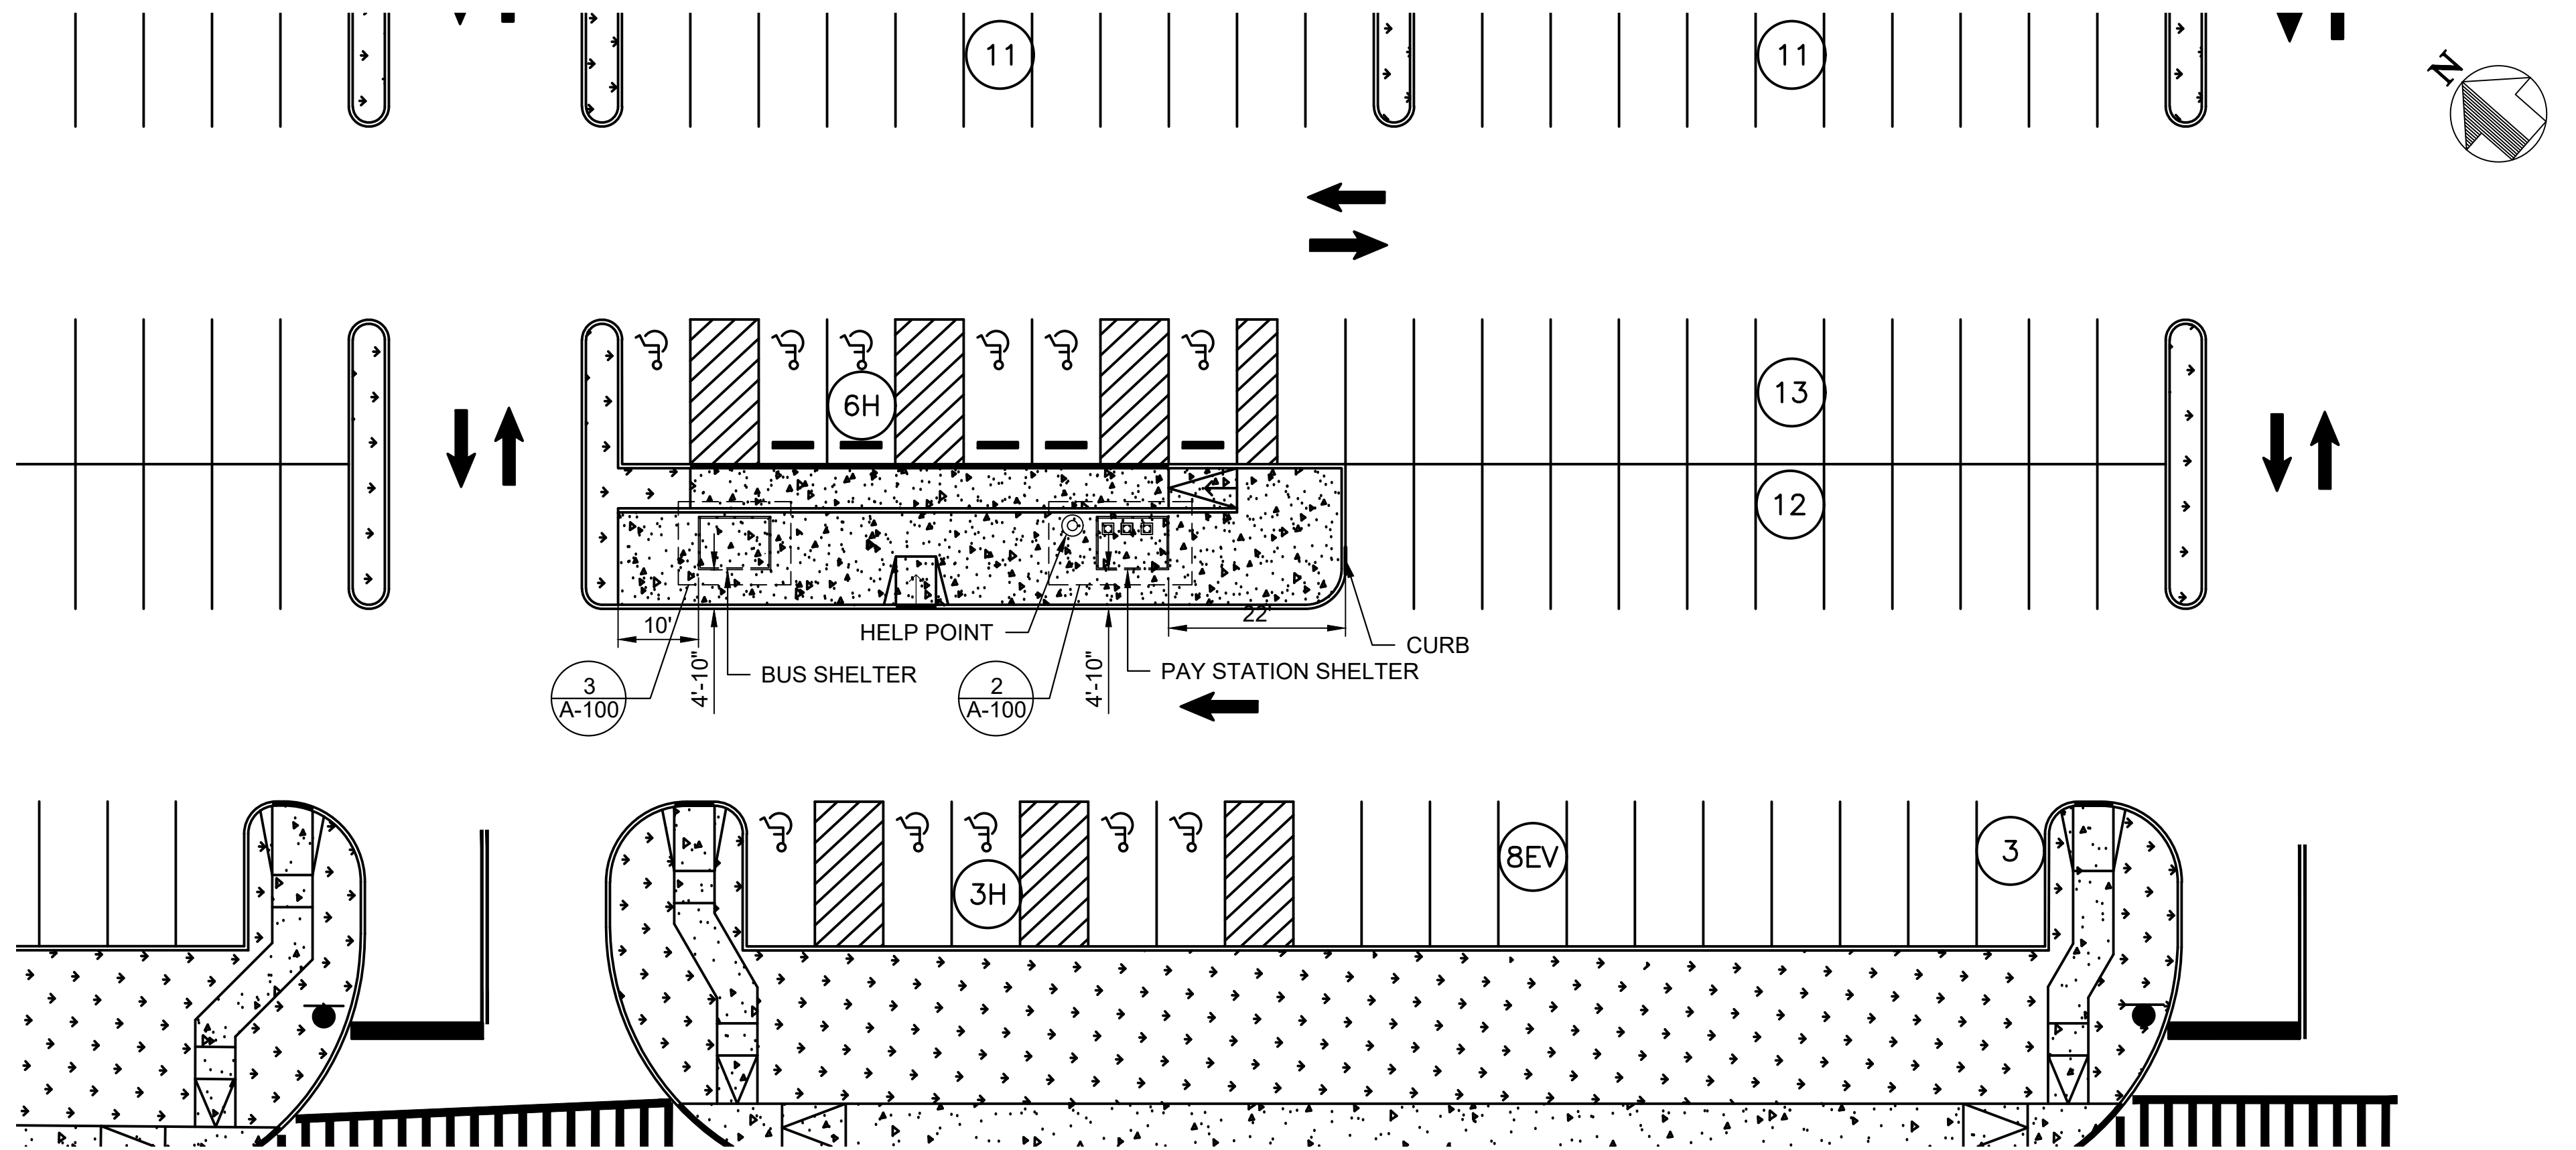 11
11
N
6H
13
12
10'
22'
HELP POINT
CURB
4'-10"
BUS SHELTER
4'-10"
PAY STATION SHELTER
3
A-100
2
A-100
8EV
3
3H